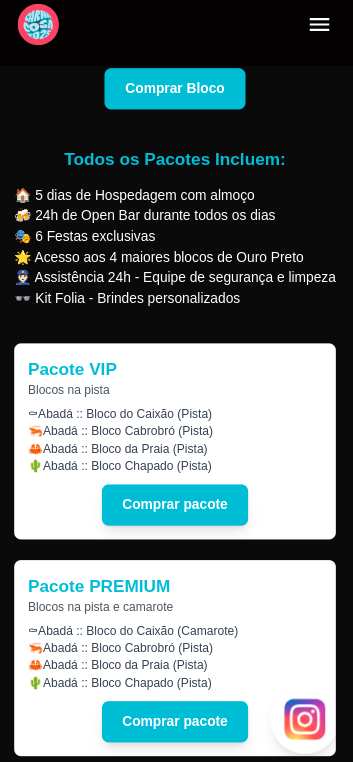 Comprar Bloco
Todos os Pacotes Incluem:
🏠 5 dias de Hospedagem com almoço
🍻 24h de Open Bar durante todos os dias
🎭 6 Festas exclusivas
🌟 Acesso aos 4 maiores blocos de Ouro Preto
👮🏻 Assistência 24h - Equipe de segurança e limpeza
🕶️ Kit Folia - Brindes personalizados
Pacote VIP
Blocos na pista
⚰Abadá :: Bloco do Caixão (Pista)
🦐Abadá :: Bloco Cabrobró (Pista)
🦀Abadá :: Bloco da Praia (Pista)
🌵Abadá :: Bloco Chapado (Pista)
Comprar pacote
Pacote PREMIUM
Blocos na pista e camarote
⚰Abadá :: Bloco do Caixão (Camarote)
🦐Abadá :: Bloco Cabrobró (Pista)
🦀Abadá :: Bloco da Praia (Pista)
🌵Abadá :: Bloco Chapado (Pista)
Comprar pacote